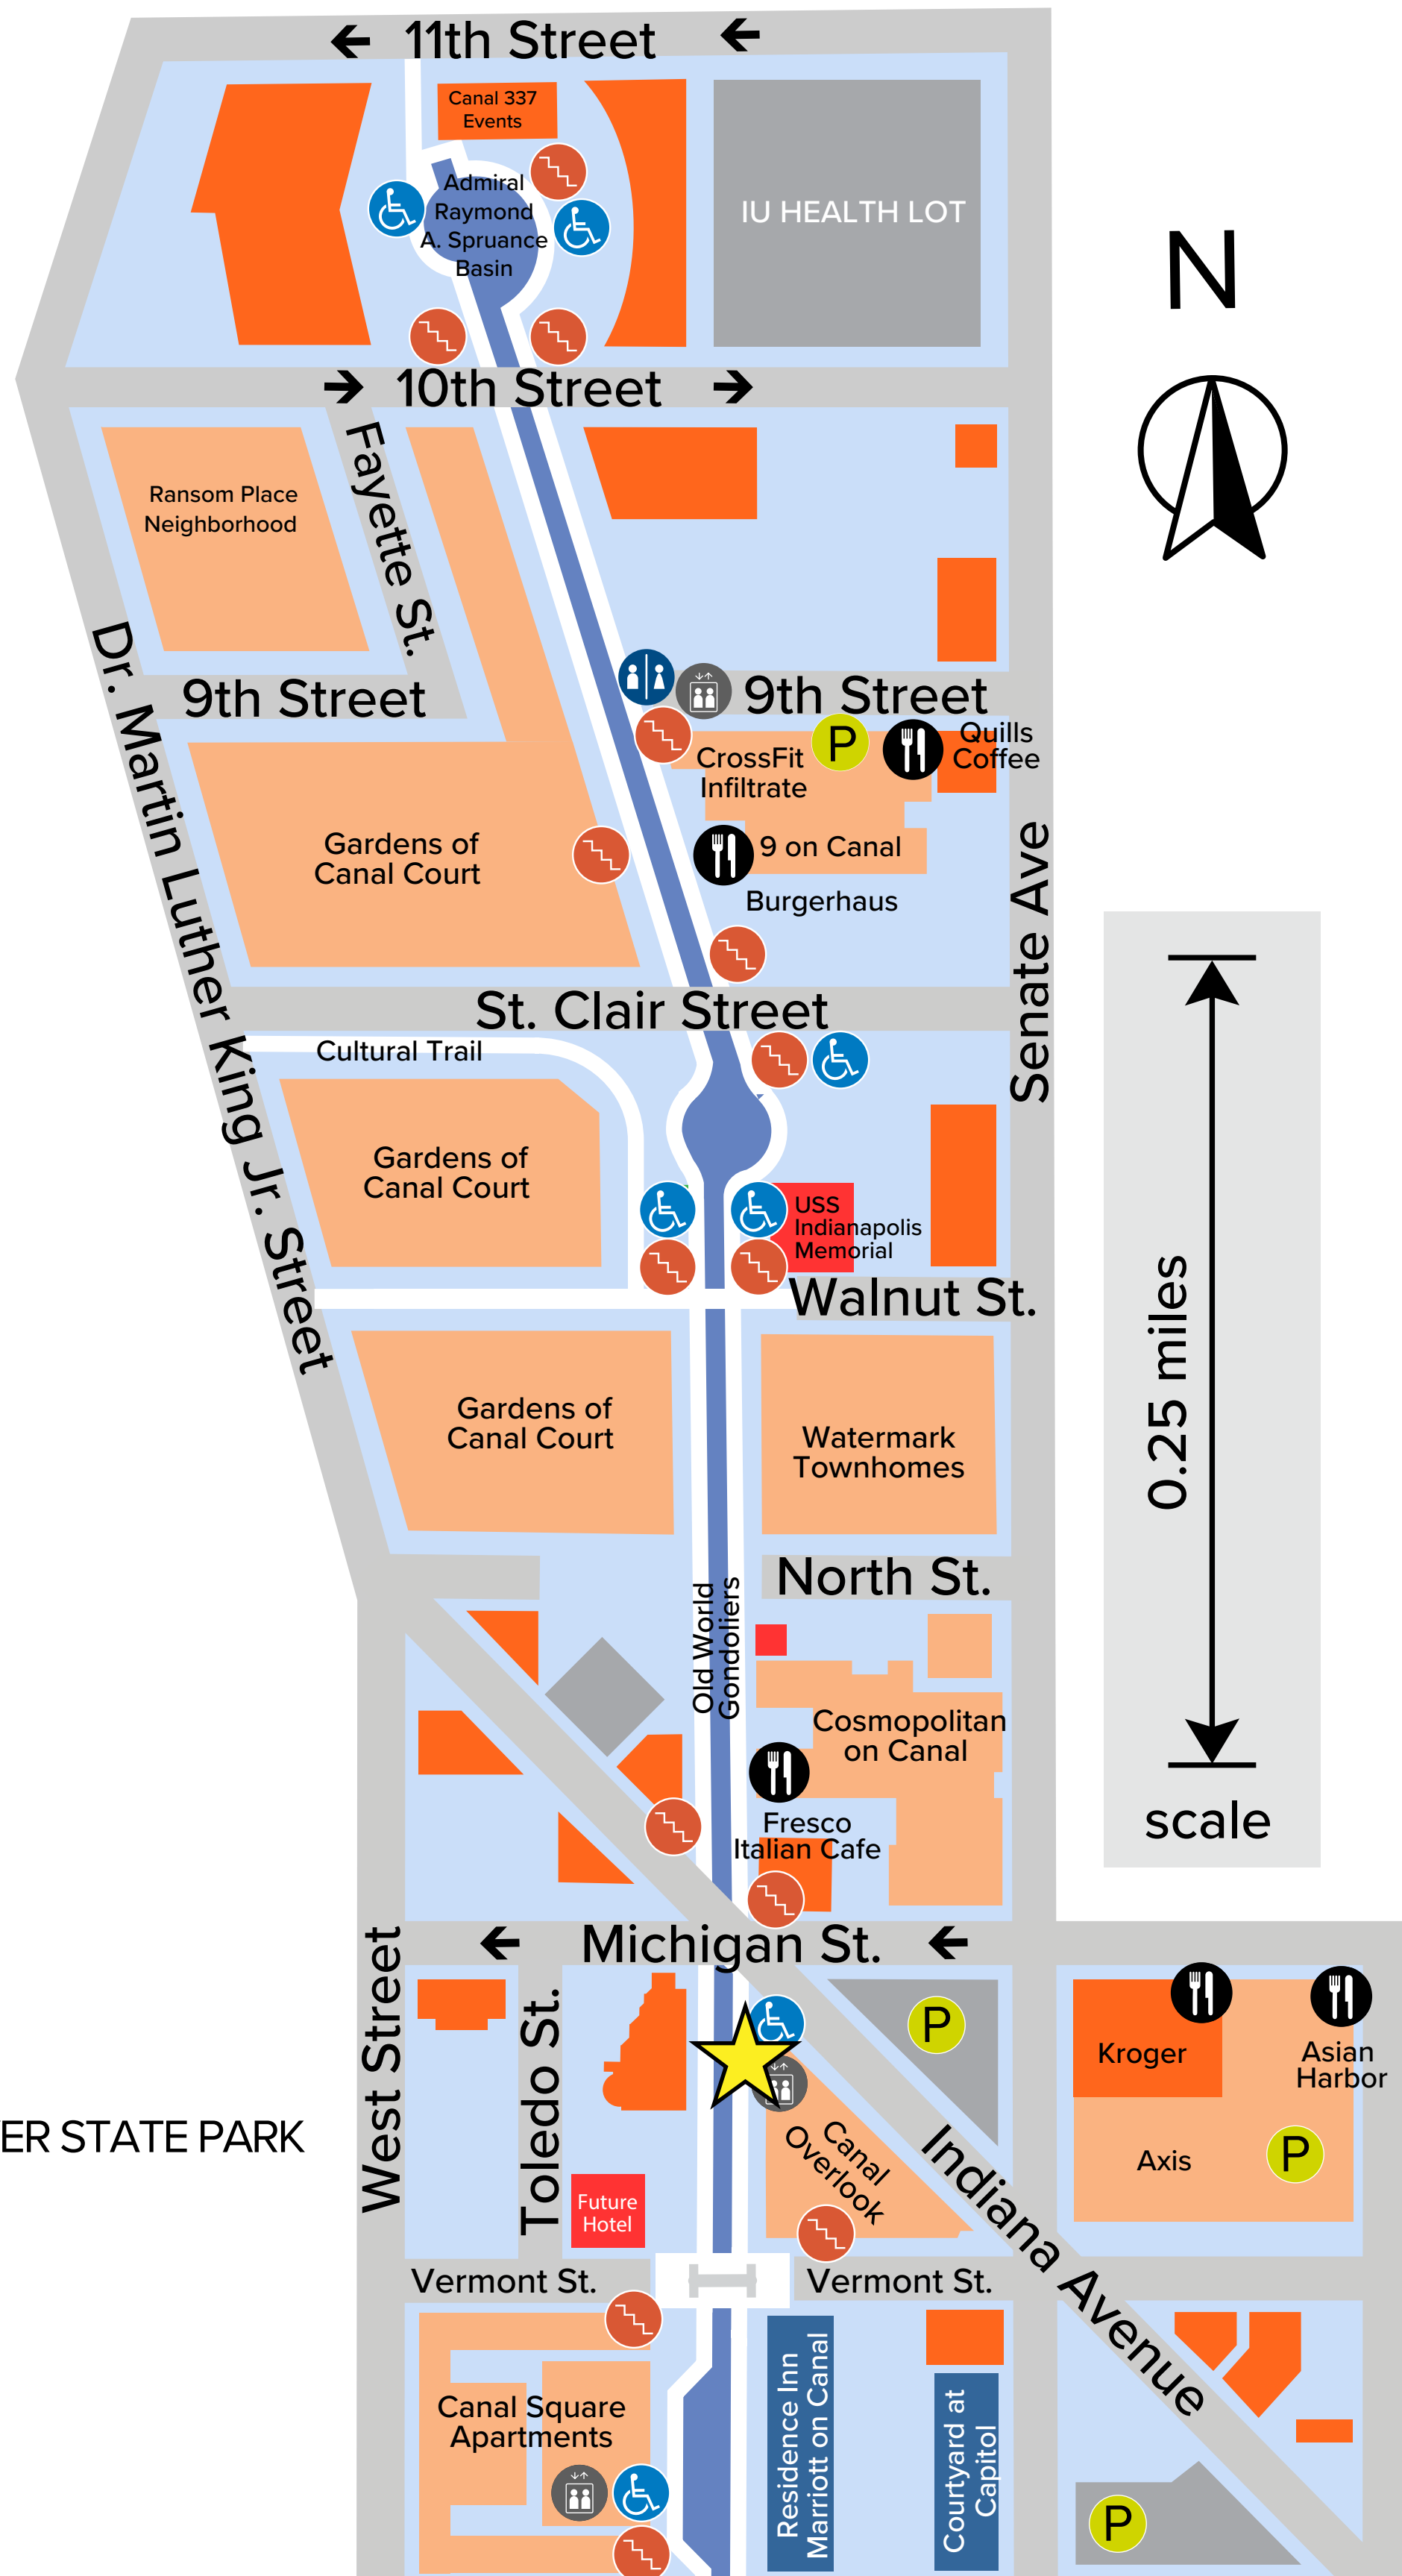 11th Street
Canal 337
Events
Admiral
Raymond
A. Spruance
Basin
IU HEALTH LOT
N
10th Street
Fayette St.
Ransom Place
Neighborhood
9th Street
9th Street
Dr. Martin Luther King Jr. Street
CrossFit
Infiltrate
P
Quills
Coffee
Gardens of
Canal Court
9 on Canal
Burgerhaus
Senate Ave
St. Clair Street
Cultural Trail
Gardens of
Canal Court
USS
Indianapolis
Memorial
Walnut St.
0.25 miles
scale
Gardens of
Canal Court
Watermark
Townhomes
North St.
Old World
Gondoliers
Cosmopolitan
on Canal
Fresco
Italian Cafe
Michigan St.
West Street
Toledo St.
P
Kroger
Asian
Harbor
Axis
P
ER STATE PARK
Canal
Overlook
Indiana Avenue
Future
Hotel
Vermont St.
Vermont St.
Canal Square
Apartments
Residence Inn
Marriott on Canal
Courtyard at
Capitol
P